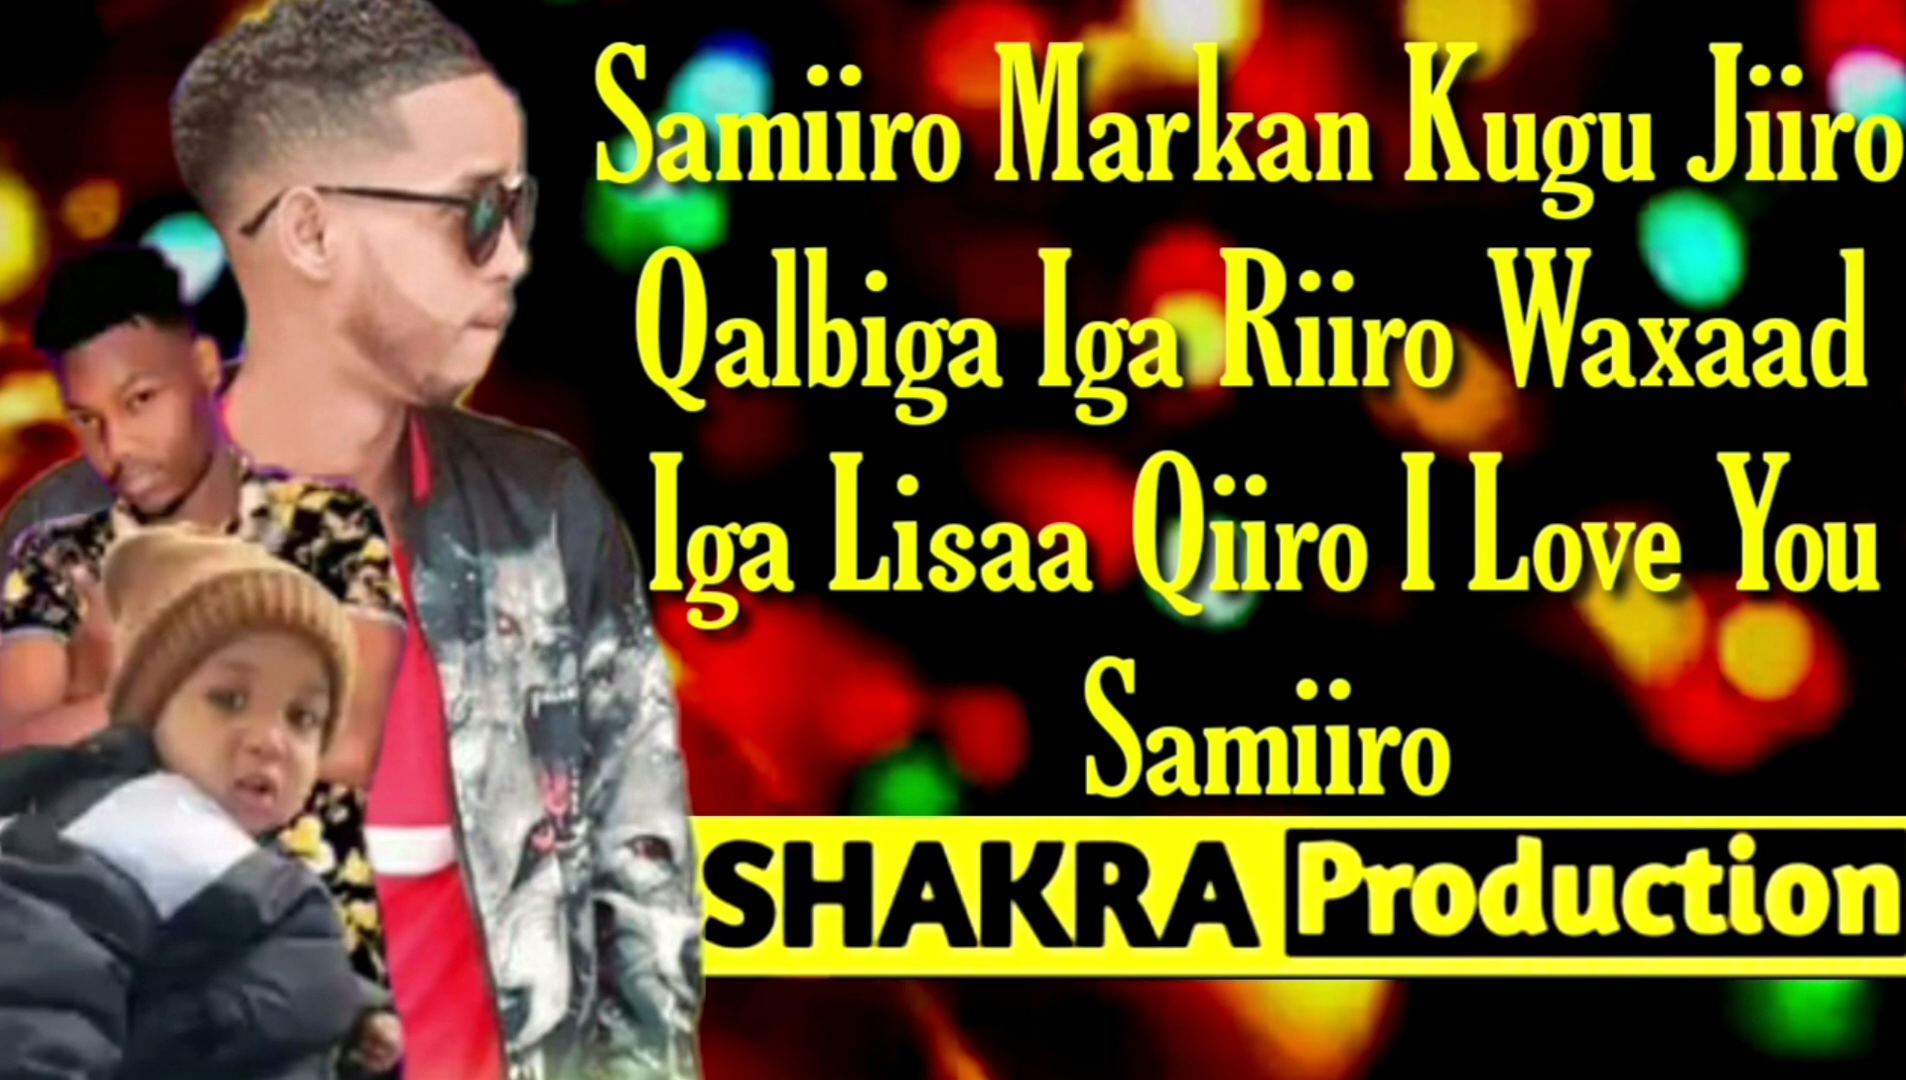 Samiiro Markan Kugu Jiiro
Qalbiga Iga Riiro Waxaad
Iga Lisaa Qiiro I Love You
Samiiro
SHAKRA Production